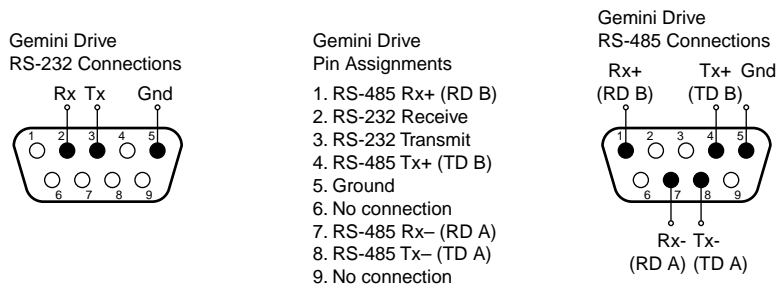 Gemini Drive
RS-232 Connections
Rx Tx Gnd
1 2 3 4 5
6 7 8 9
Gemini Drive
Pin Assignments
1. RS-485 Rx+ (RD B)
2. RS-232 Receive
3. RS-232 Transmit
4. RS-485 Tx+ (TD B)
5. Ground
6. No connection
7. RS-485 Rx– (RD A)
8. RS-485 Tx– (TD A)
9. No connection
Gemini Drive
RS-485 Connections
Rx+ Tx+ Gnd
(RD B) (TD B)
1 2 3 4 5
6 7 8 9
Rx- Tx-
(RD A) (TD A)